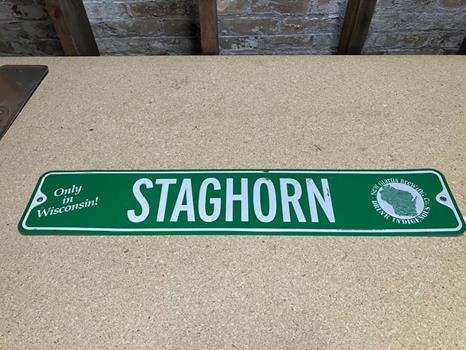 Only
in
Wisconsin!
STAGHORN
NEW GLARUS BREWING CO.
DRINK INDIGENOUS